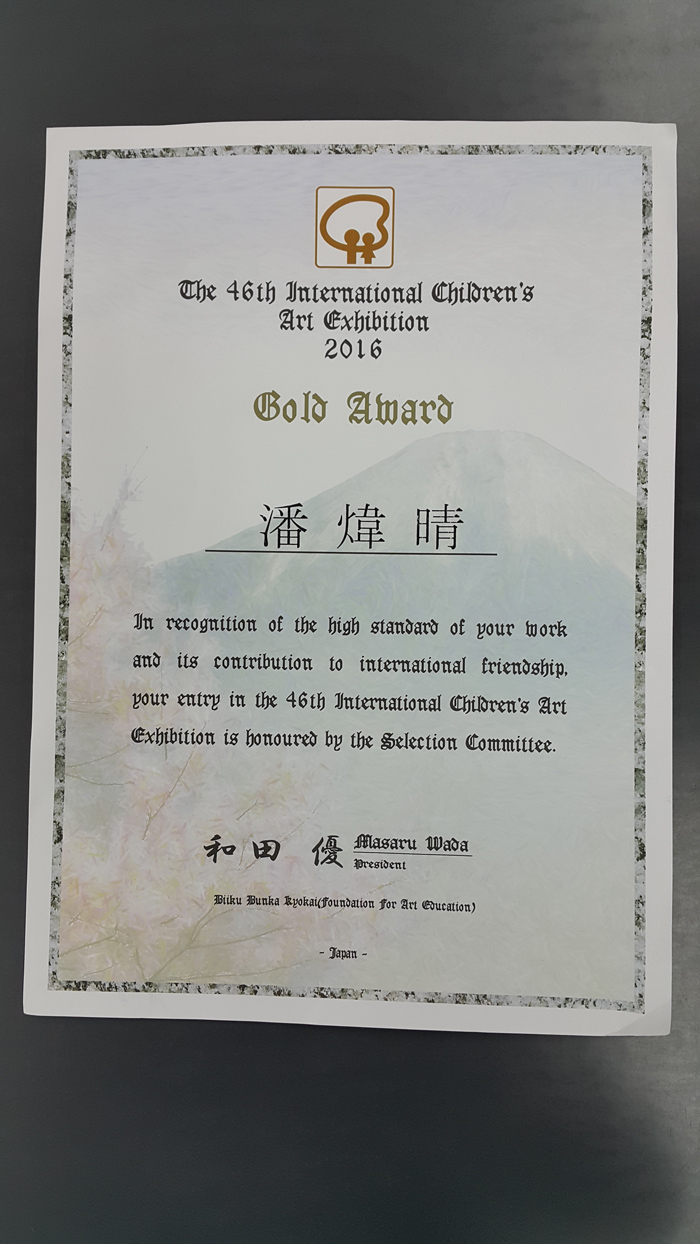 The 46th International Children's
Art Exhibition
2016
Gold Award
潘煒晴
In recognition of the high standard of your work
and its contribution to international friendship,
your entry in the 46th International Children's Art
Exhibition is honoured by the Selection Committee.
和田 優 Masaru Wada
President
Biiku Bunka Kyokai(Foundation For Art Education)
- Japan -